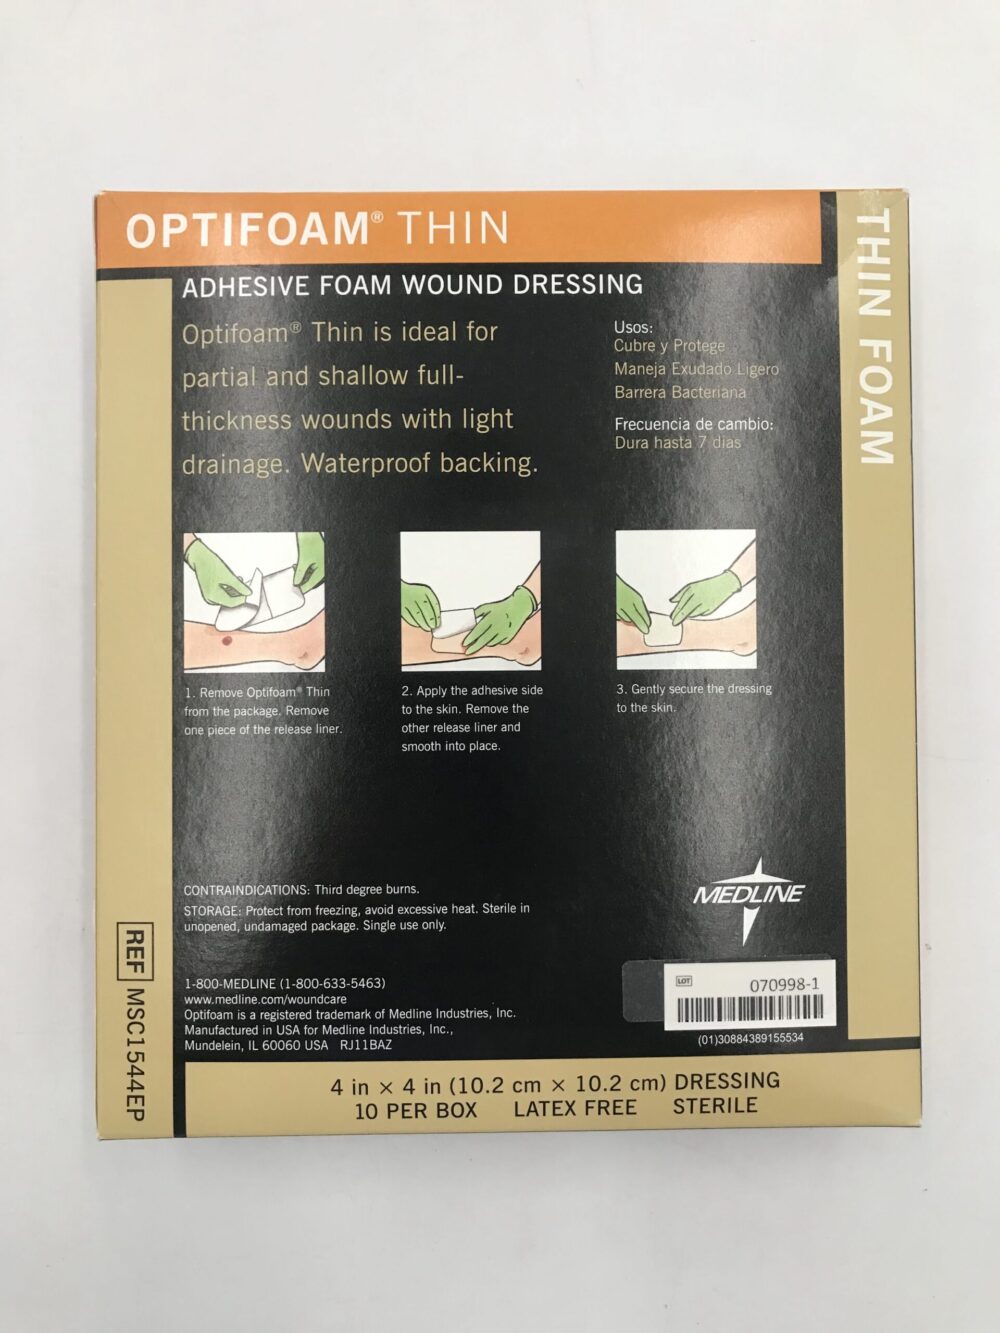 OPTIFOAM® THIN
THIN FOAM
ADHESIVE FOAM WOUND DRESSING
Optifoam® Thin is ideal for
partial and shallow full-
thickness wounds with light
drainage. Waterproof backing.
Usos:
Cubre y Protege
Maneja Exudado Ligero
Barrera Bacteriana
Frecuencia de cambio:
Dura hasta 7 dias
1. Remove Optifoam® Thin
from the package. Remove
one piece of the release liner.
2. Apply the adhesive side
to the skin. Remove the
other release liner and
smooth into place.
3. Gently secure the dressing
to the skin.
CONTRAINDICATIONS: Third degree burns.
STORAGE: Protect from freezing, avoid excessive heat. Sterile in
unopened, undamaged package. Single use only.
MEDLINE
1-800-MEDLINE (1-800-633-5463)
www.medline.com/woundcare
Optifoam is a registered trademark of Medline Industries, Inc.
Manufactured in USA for Medline Industries, Inc.,
Mundelein, IL 60060 USA RJ11BAZ
LOT 070998-1
(01)30884389155534
REF MSC1544EP
4 in × 4 in (10.2 cm × 10.2 cm) DRESSING
10 PER BOX LATEX FREE STERILE